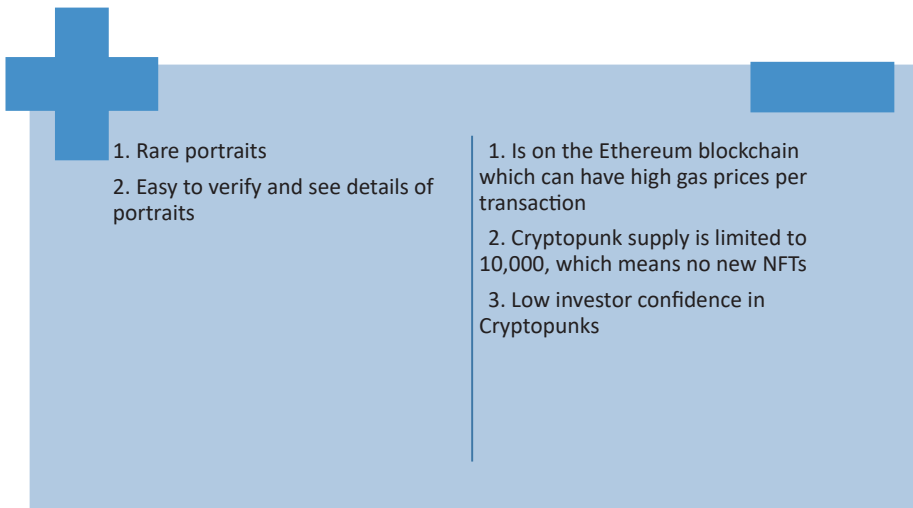 1. Rare portraits
2. Easy to verify and see details of
portraits
1. Is on the Ethereum blockchain
which can have high gas prices per
transaction
2. Cryptopunk supply is limited to
10,000, which means no new NFTs
3. Low investor confidence in
Cryptopunks